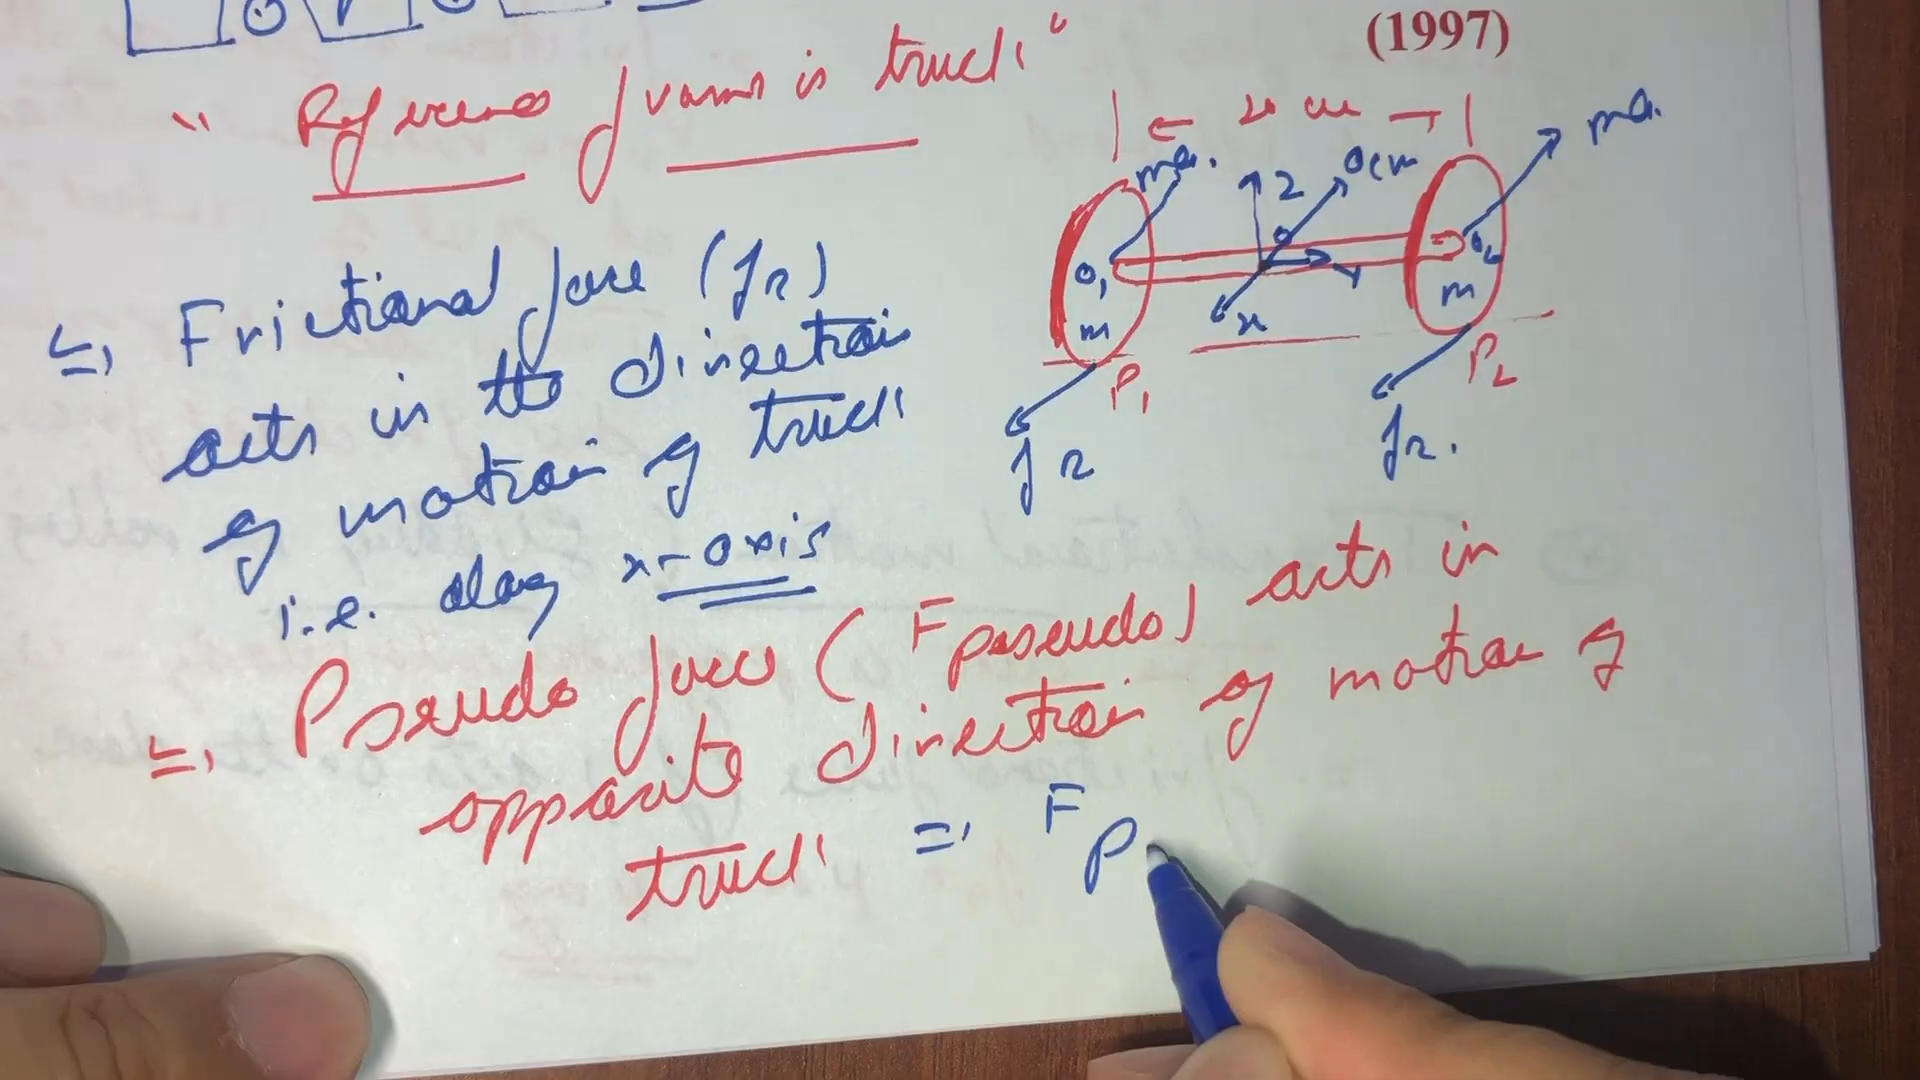 (1997)
" Reference frame is truck "
← 20 cm →
ma.
ma.
acm
Z
O
O1
O2
Y
m
m
x
P1
P2
fr
fr.
⇒, Frictional force (fr)
acts in the direction
of motion of truck
i.e. along x-axis
⇒, Pseudo force (Fpseudo) acts in
opposite direction of motion of
truck ⇒, Fp